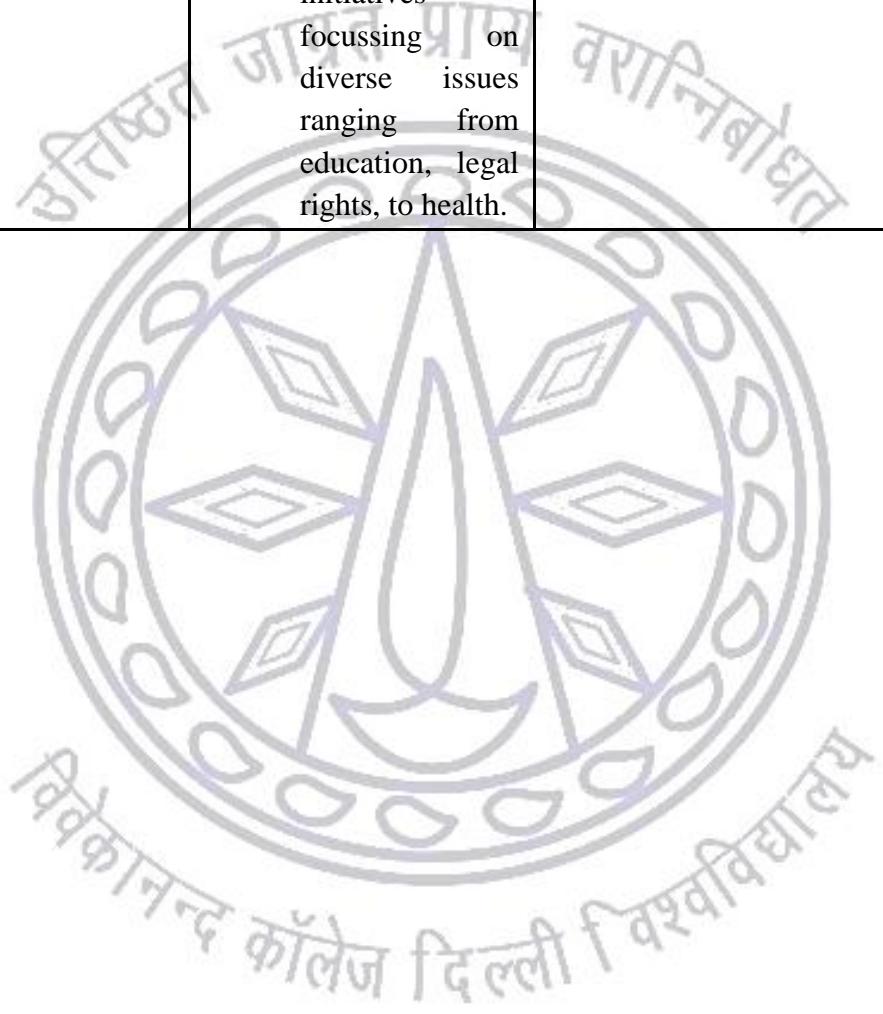 focussing on
diverse issues
ranging from
education, legal
rights, to health.
उत्तिष्ठत जाग्रत प्राप्य वरान्निबोधत
विवेकानन्द कॉलेज दिल्ली विश्वविद्यालय